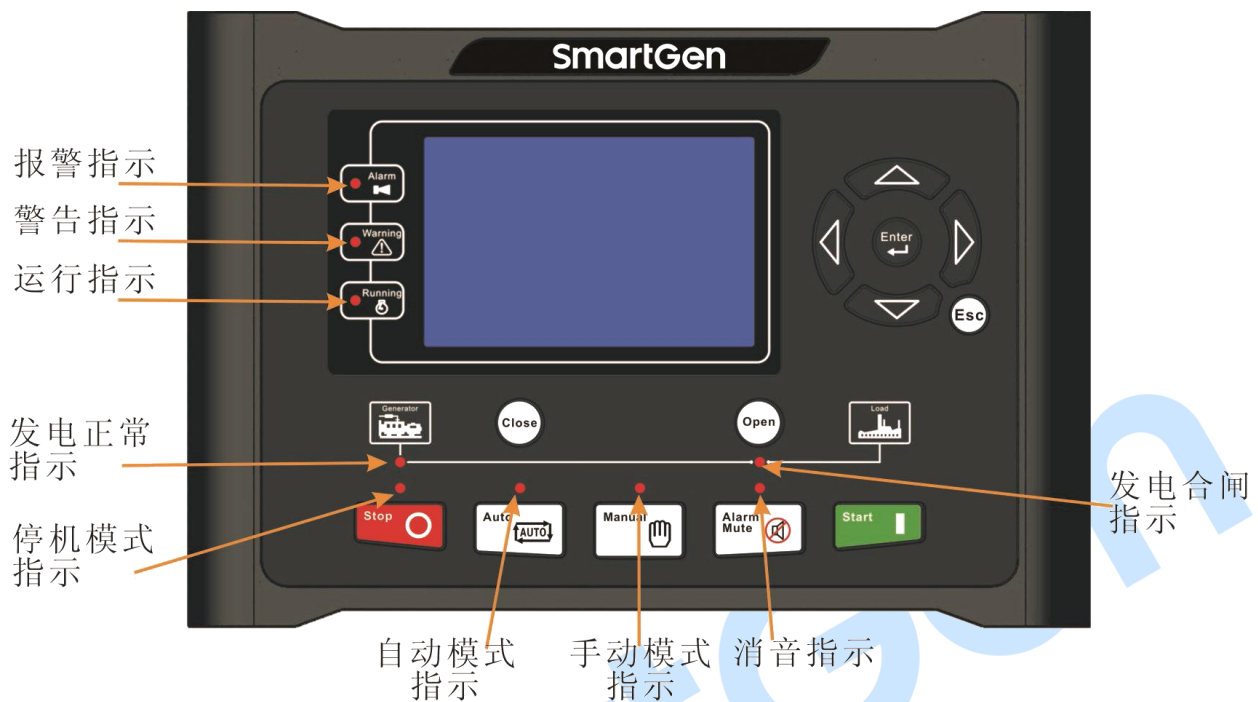 SmartGen
报警指示
Alarm
警告指示
Warning
Enter
运行指示
Running
Esc
Generator
Close
Open
Load
发电正常
指示
发电合闸
指示
停机模式
指示
Stop
Auto
AUTO
Manual
Alarm
Mute
Start
自动模式
指示
手动模式
指示
消音指示